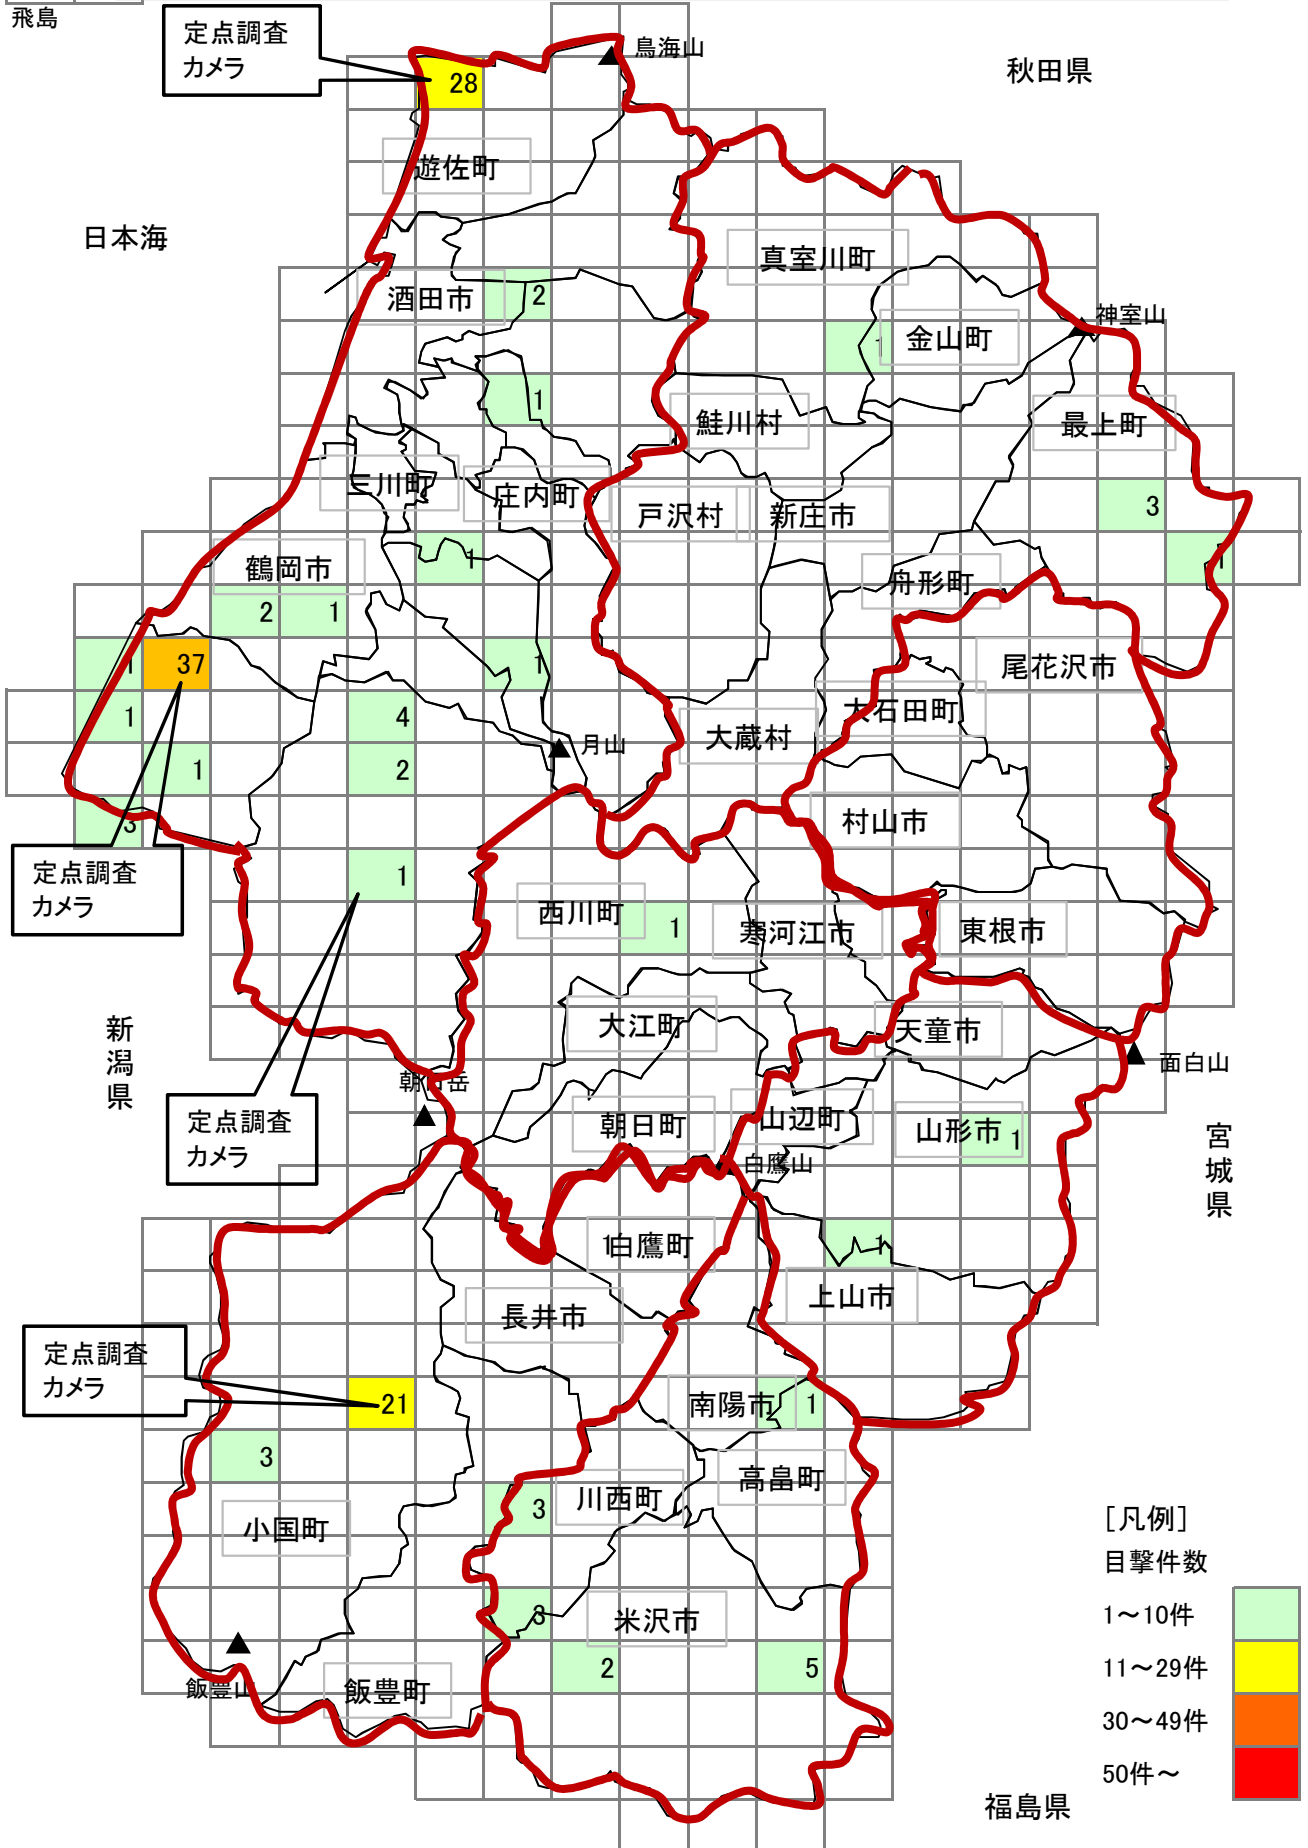 飛島
定点調査
カメラ
28
鳥海山
秋田県
遊佐町
日本海
真室川町
酒田市
2
神室山
1
金山町
1
鮭川村
最上町
三川町
庄内町
戸沢村
新庄市
3
鶴岡市
1
舟形町
1
2
1
1
37
1
尾花沢市
1
4
大石田町
大蔵村
月山
1
2
3
村山市
定点調査
カメラ
1
西川町
1
寒河江市
東根市
新潟県
大江町
天童市
面白山
朝日岳
定点調査
カメラ
朝日町
山辺町
山形市
1
宮城県
白鷹山
1
白鷹町
1
長井市
上山市
定点調査
カメラ
21
南陽市
1
3
高畠町
川西町
3
小国町
[凡例]
目撃件数
3
米沢市
1～10件
2
5
11～29件
飯豊山
飯豊町
30～49件
50件～
福島県